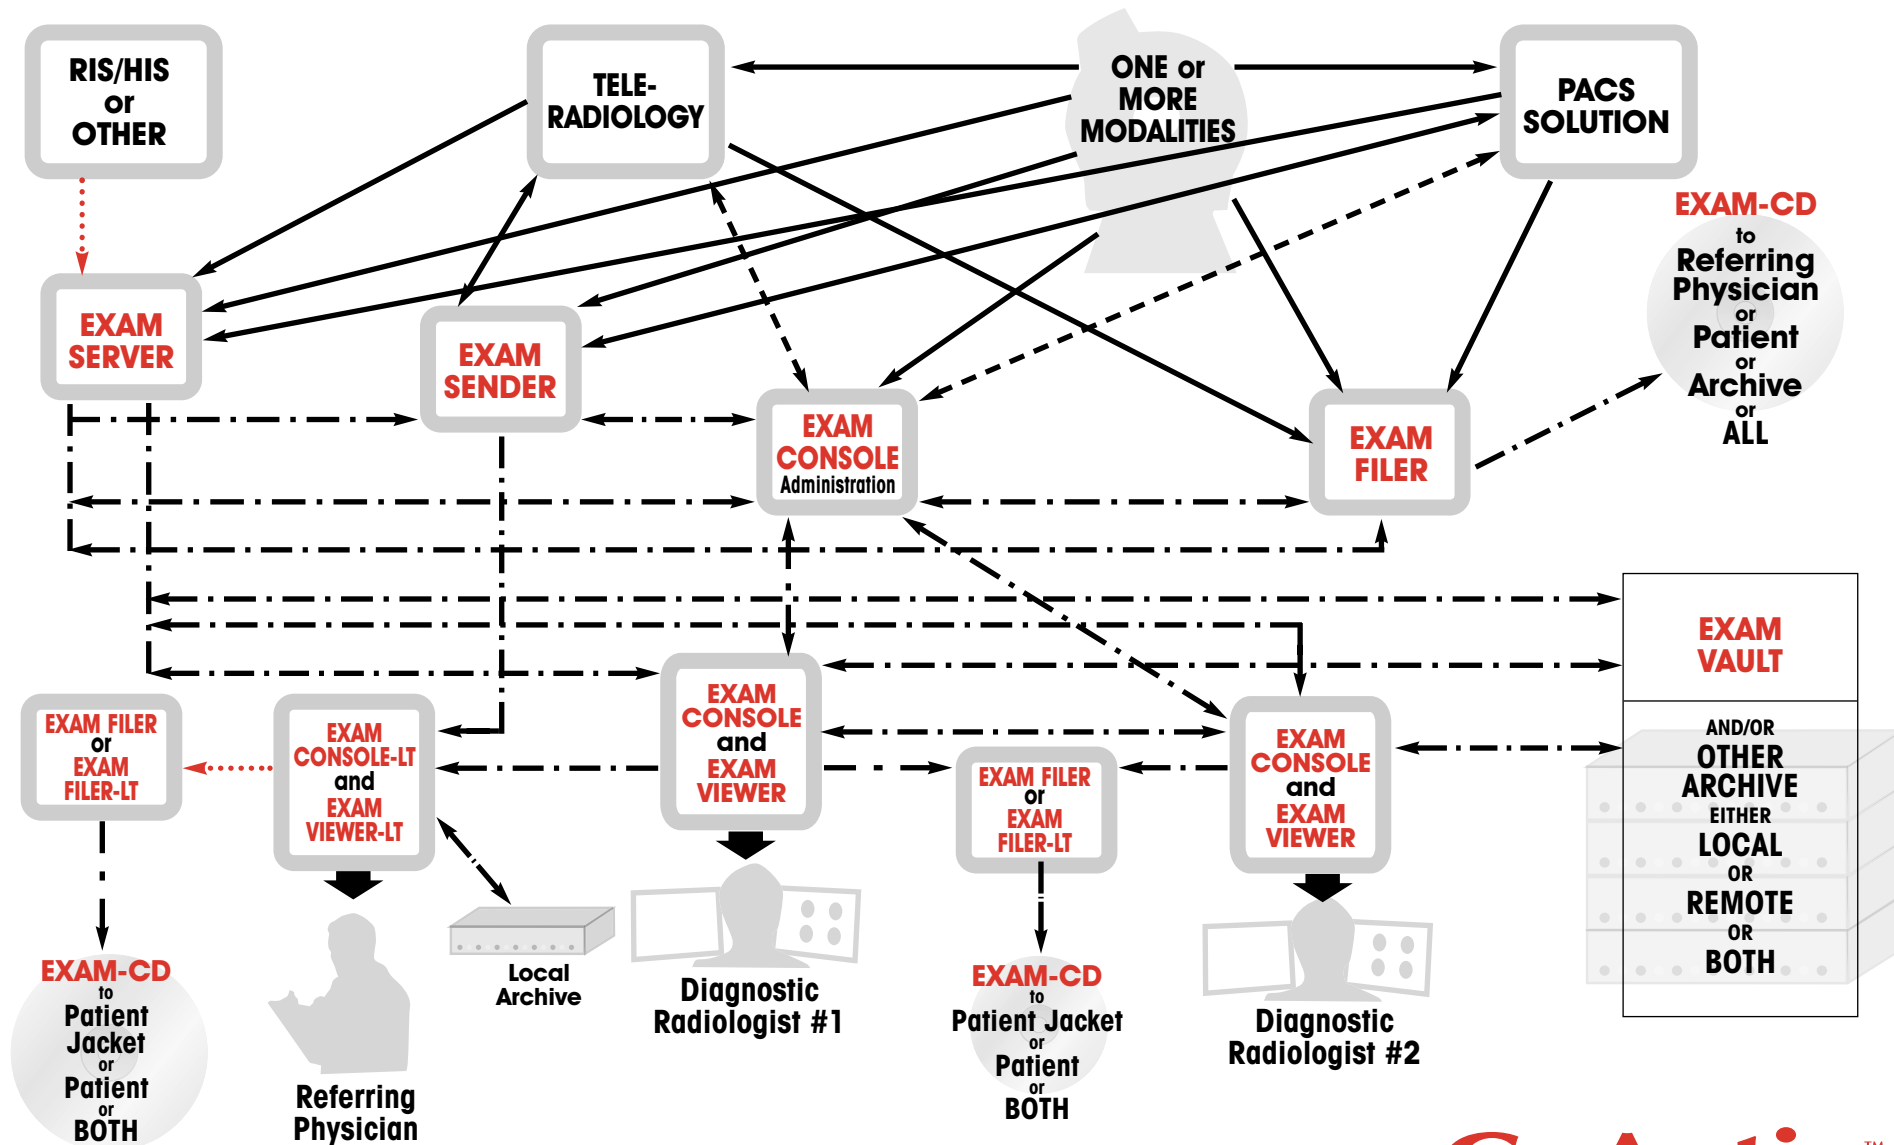 RIS/HIS
or
OTHER
TELE-
RADIOLOGY
ONE or
MORE
MODALITIES
PACS
SOLUTION
EXAM-CD
to
Referring
Physician
or
Patient
or
Archive
or
ALL
EXAM
SERVER
EXAM
SENDER
EXAM
CONSOLE
Administration
EXAM
FILER
EXAM
VAULT
AND/OR
OTHER
ARCHIVE
EITHER
LOCAL
OR
REMOTE
OR
BOTH
EXAM FILER
or
EXAM
FILER-LT
EXAM
CONSOLE-LT
and
EXAM
VIEWER-LT
EXAM
CONSOLE
and
EXAM
VIEWER
EXAM FILER
or
EXAM
FILER-LT
EXAM
CONSOLE
and
EXAM
VIEWER
EXAM-CD
to
Patient
Jacket
or
Patient
or
BOTH
Referring
Physician
Local
Archive
Diagnostic
Radiologist #1
EXAM-CD
to
Patient Jacket
or
Patient
or
BOTH
Diagnostic
Radiologist #2
TM